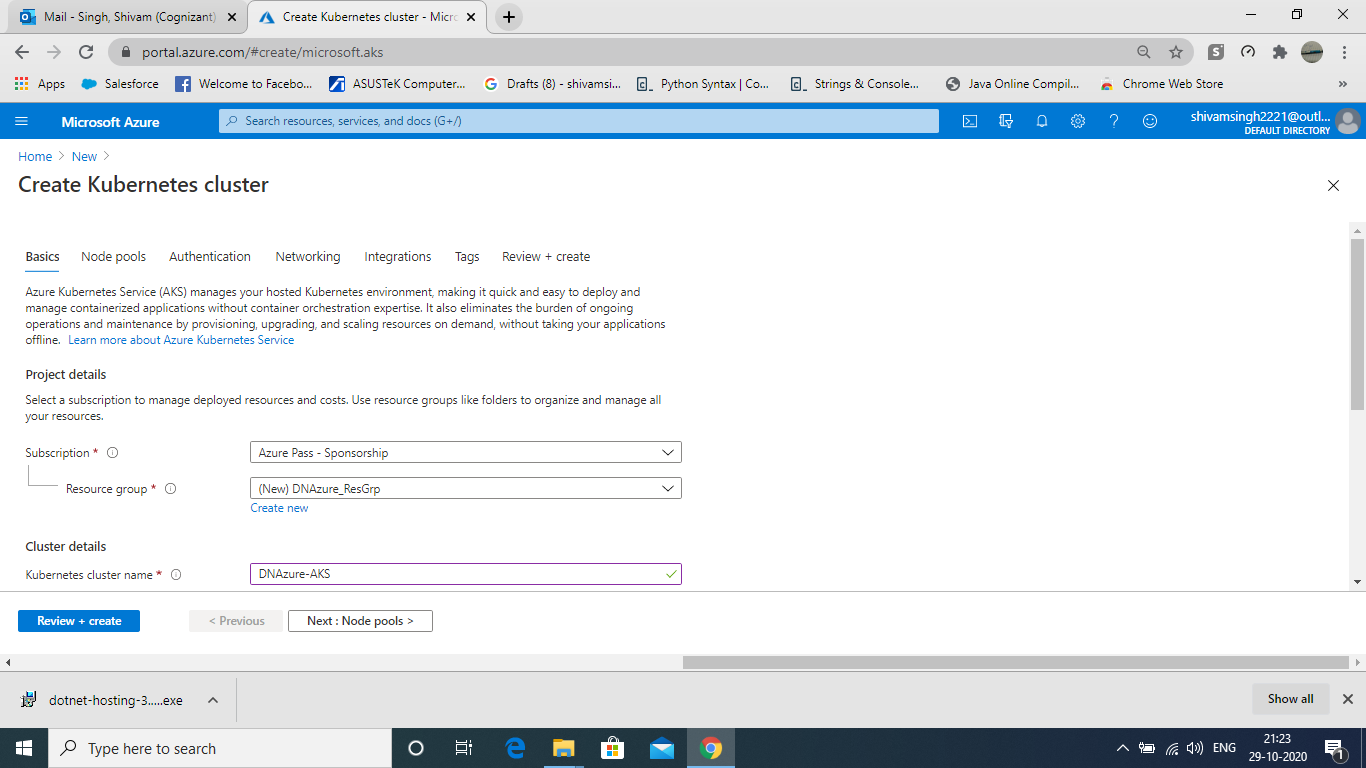 Mail - Singh, Shivam (Cognizant)
Create Kubernetes cluster - Micro
portal.azure.com/#create/microsoft.aks
Apps
Salesforce
Welcome to Facebo...
ASUSTeK Computer...
Drafts (8) - shivamsi...
Python Syntax | Co...
Strings & Console...
Java Online Compil...
Chrome Web Store
»
Microsoft Azure
Search resources, services, and docs (G+/)
shivamsingh2221@outl...
DEFAULT DIRECTORY
Home > New >
Create Kubernetes cluster
Basics Node pools Authentication Networking Integrations Tags Review + create
Azure Kubernetes Service (AKS) manages your hosted Kubernetes environment, making it quick and easy to deploy and
manage containerized applications without container orchestration expertise. It also eliminates the burden of ongoing
operations and maintenance by provisioning, upgrading, and scaling resources on demand, without taking your applications
offline. Learn more about Azure Kubernetes Service
Project details
Select a subscription to manage deployed resources and costs. Use resource groups like folders to organize and manage all
your resources.
Subscription *
Azure Pass - Sponsorship
Resource group *
(New) DNAzure_ResGrp
Create new
Cluster details
Kubernetes cluster name *
DNAzure-AKS
Review + create
< Previous
Next : Node pools >
dotnet-hosting-3.....exe
Show all
Type here to search
ENG
21:23
29-10-2020
1